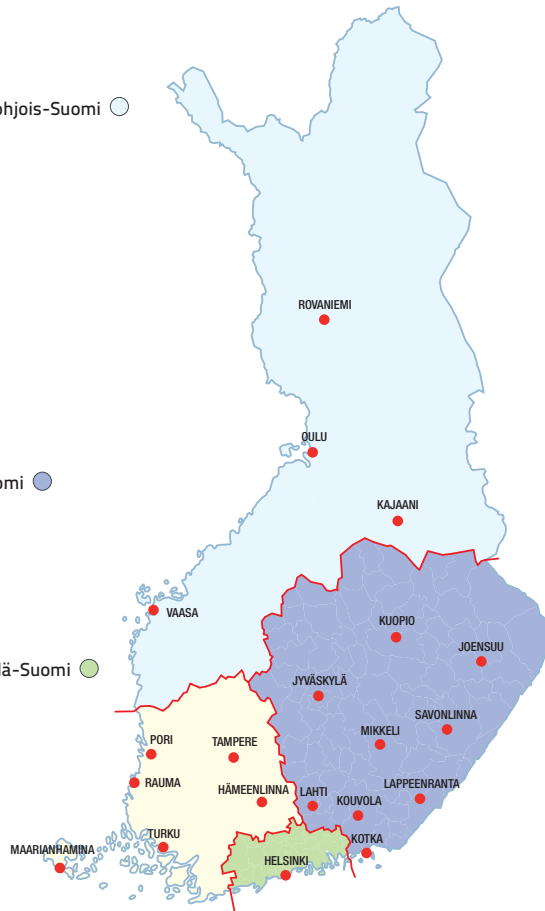 ohjois-Suomi
ROVANIEMI
OULU
omi
KAJAANI
VAASA
KUOPIO
JOENSUU
dä-Suomi
JYVÄSKYLÄ
SAVONLINNA
MIKKELI
PORI
TAMPERE
RAUMA
HÄMEENLINNA
LAHTI
LAPPEENRANTA
KOUVOLA
TURKU
KOTKA
MAARIANHAMINA
HELSINKI